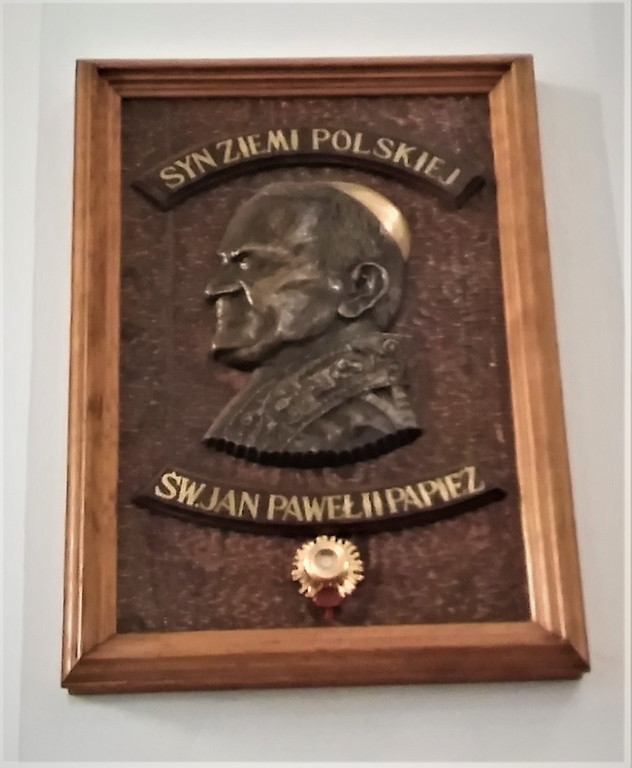 SYN ZIEMI POLSKIEJ
ŚW.JAN PAWEŁ II PAPIEŻ